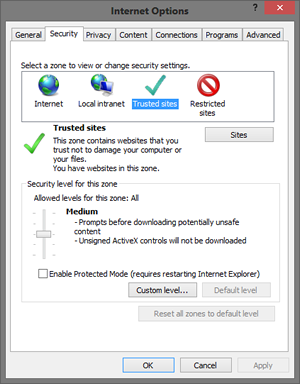 Internet Options
?
General Security Privacy Content Connections Programs Advanced
Select a zone to view or change security settings.
Internet Local intranet Trusted sites Restricted
sites
Trusted sites
Sites
This zone contains websites that you
trust not to damage your computer or
your files.
You have websites in this zone.
Security level for this zone
Allowed levels for this zone: All
Medium
- Prompts before downloading potentially unsafe
content
- Unsigned ActiveX controls will not be downloaded
Enable Protected Mode (requires restarting Internet Explorer)
Custom level... Default level
Reset all zones to default level
OK Cancel Apply